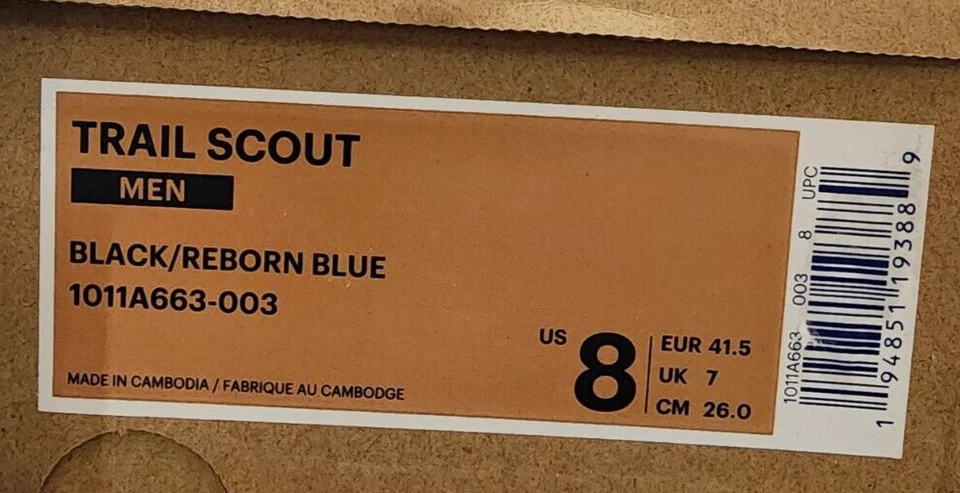 TRAIL SCOUT
MEN
BLACK/REBORN BLUE
1011A663-003
MADE IN CAMBODIA / FABRIQUE AU CAMBODGE
US 8
EUR 41.5
UK 7
CM 26.0
1011A663 003 8 UPC
1 94851 19388 9